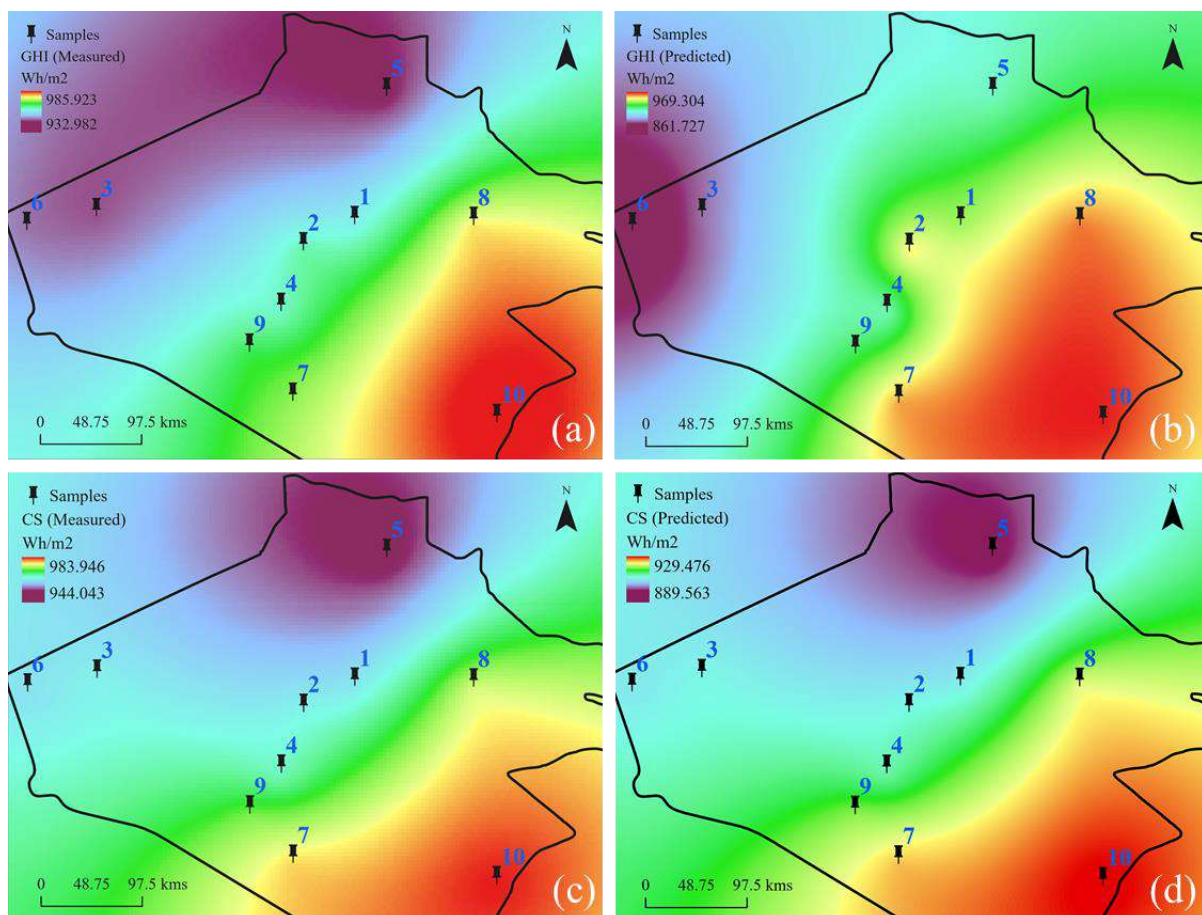 Samples
GHI (Measured)
Wh/m2
985.923
932.982
N
5
3
6
1
8
2
4
9
7
10
0 48.75 97.5 kms
(a)
Samples
GHI (Predicted)
Wh/m2
969.304
861.727
N
5
3
6
1
8
2
4
9
7
10
0 48.75 97.5 kms
(b)
Samples
CS (Measured)
Wh/m2
983.946
944.043
N
5
3
6
1
8
2
4
9
7
10
0 48.75 97.5 kms
(c)
Samples
CS (Predicted)
Wh/m2
929.476
889.563
N
5
3
6
1
8
2
4
9
7
10
0 48.75 97.5 kms
(d)